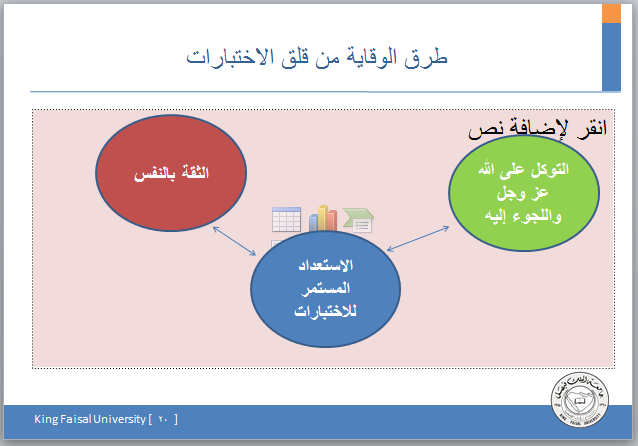 طرق الوقاية من قلق الاختبارات
انقر لإضافة نص
التوكل على الله
عز وجل
واللجوء إليه
الثقة بالنفس
الاستعداد
المستمر
للاختبارات
King Faisal University [ ٢٠ ]